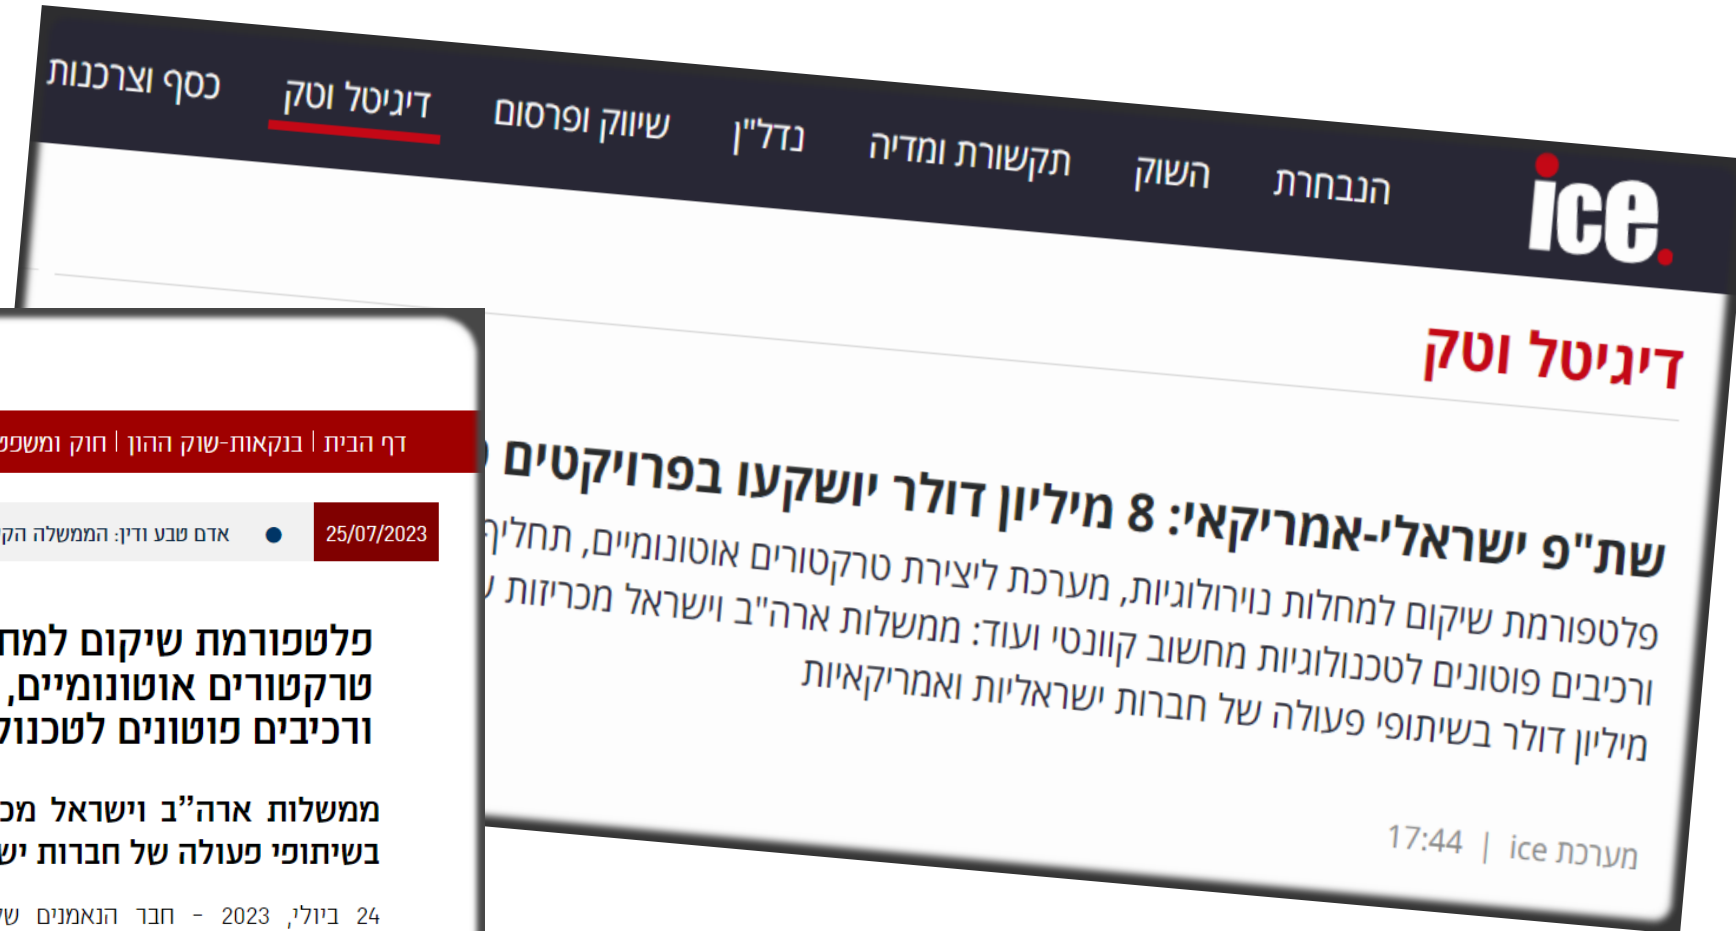 ice.
הנבחרת השוק תקשורת ומדיה נדל"ן שיווק ופרסום דיגיטל וטק כסף וצרכנות
דיגיטל וטק
שת"פ ישראלי-אמריקאי: 8 מיליון דולר יושקעו בפרויקטים
פלטפורמת שיקום למחלות נוירולוגיות, מערכת ליצירת טרקטורים אוטונומיים, תחליף
ורכיבים פוטונים לטכנולוגיות מחשוב קוונטי ועוד: ממשלות ארה"ב וישראל מכריזות
מיליון דולר בשיתופי פעולה של חברות ישראליות ואמריקאיות
מערכת ice | 17:44
דף הבית | בנקאות-שוק ההון | חוק ומשפט
25/07/2023 ● אדם טבע ודין: הממשלה
פלטפורמת שיקום
טרקטורים אוטונומיים,
ורכיבים פוטונים
ממשלות ארה"ב וישראל
בשיתופי פעולה של חברות
24 ביולי, 2023 - חבר הנאמנים